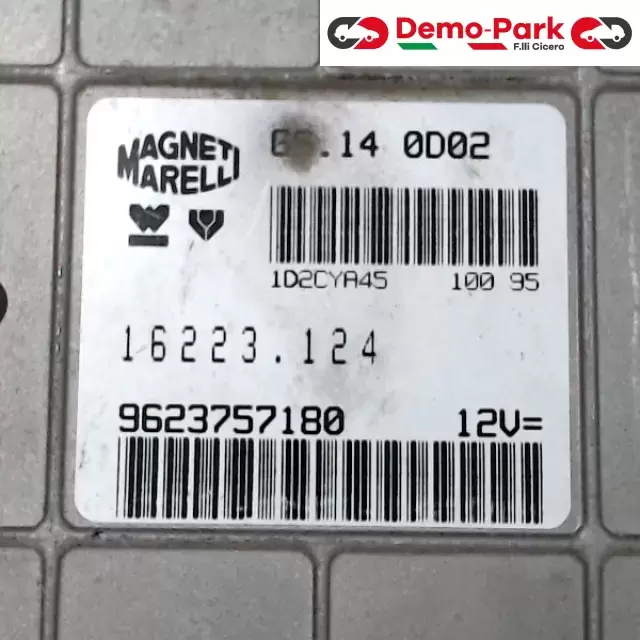 Demo-Park
F.lli Cicero
MAGNETI
MARELLI
.14 0D02
1D2CYA45 100 95
16223.124
9623757180 12V=